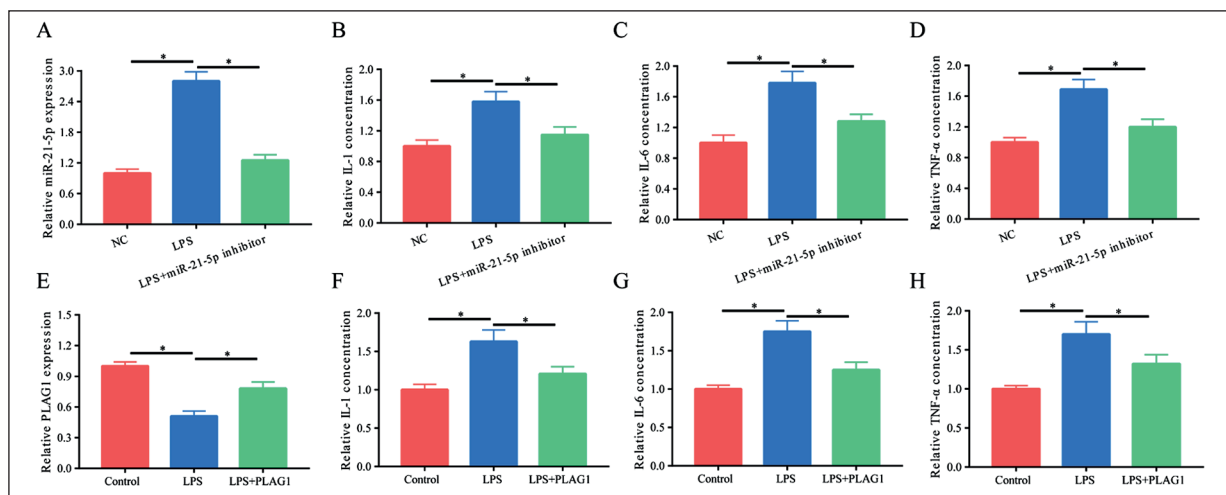 A
Relative miR-21-5p expression
3.0
2.4
1.8
1.2
0.6
0.0
*
*
NC
LPS
LPS+miR-21-5p inhibitor
B
Relative IL-1 concentration
2.0
1.6
1.2
0.8
0.4
0.0
*
*
NC
LPS
LPS+miR-21-5p inhibitor
C
Relative IL-6 concentration
2.0
1.6
1.2
0.8
0.4
0.0
*
*
NC
LPS
LPS+miR-21-5p inhibitor
D
Relative TNF-α concentration
2.0
1.6
1.2
0.8
0.4
0.0
*
*
NC
LPS
LPS+miR-21-5p inhibitor
E
Relative PLAG1 expression
1.5
1.2
0.9
0.6
0.3
0.0
*
*
Control
LPS
LPS+PLAG1
F
Relative IL-1 concentration
2.0
1.5
1.0
0.5
0.0
*
*
Control
LPS
LPS+PLAG1
G
Relative IL-6 concentration
2.0
1.5
1.0
0.5
0.0
*
*
Control
LPS
LPS+PLAG1
H
Relative TNF-α concentration
2.0
1.5
1.0
0.5
0.0
*
*
Control
LPS
LPS+PLAG1